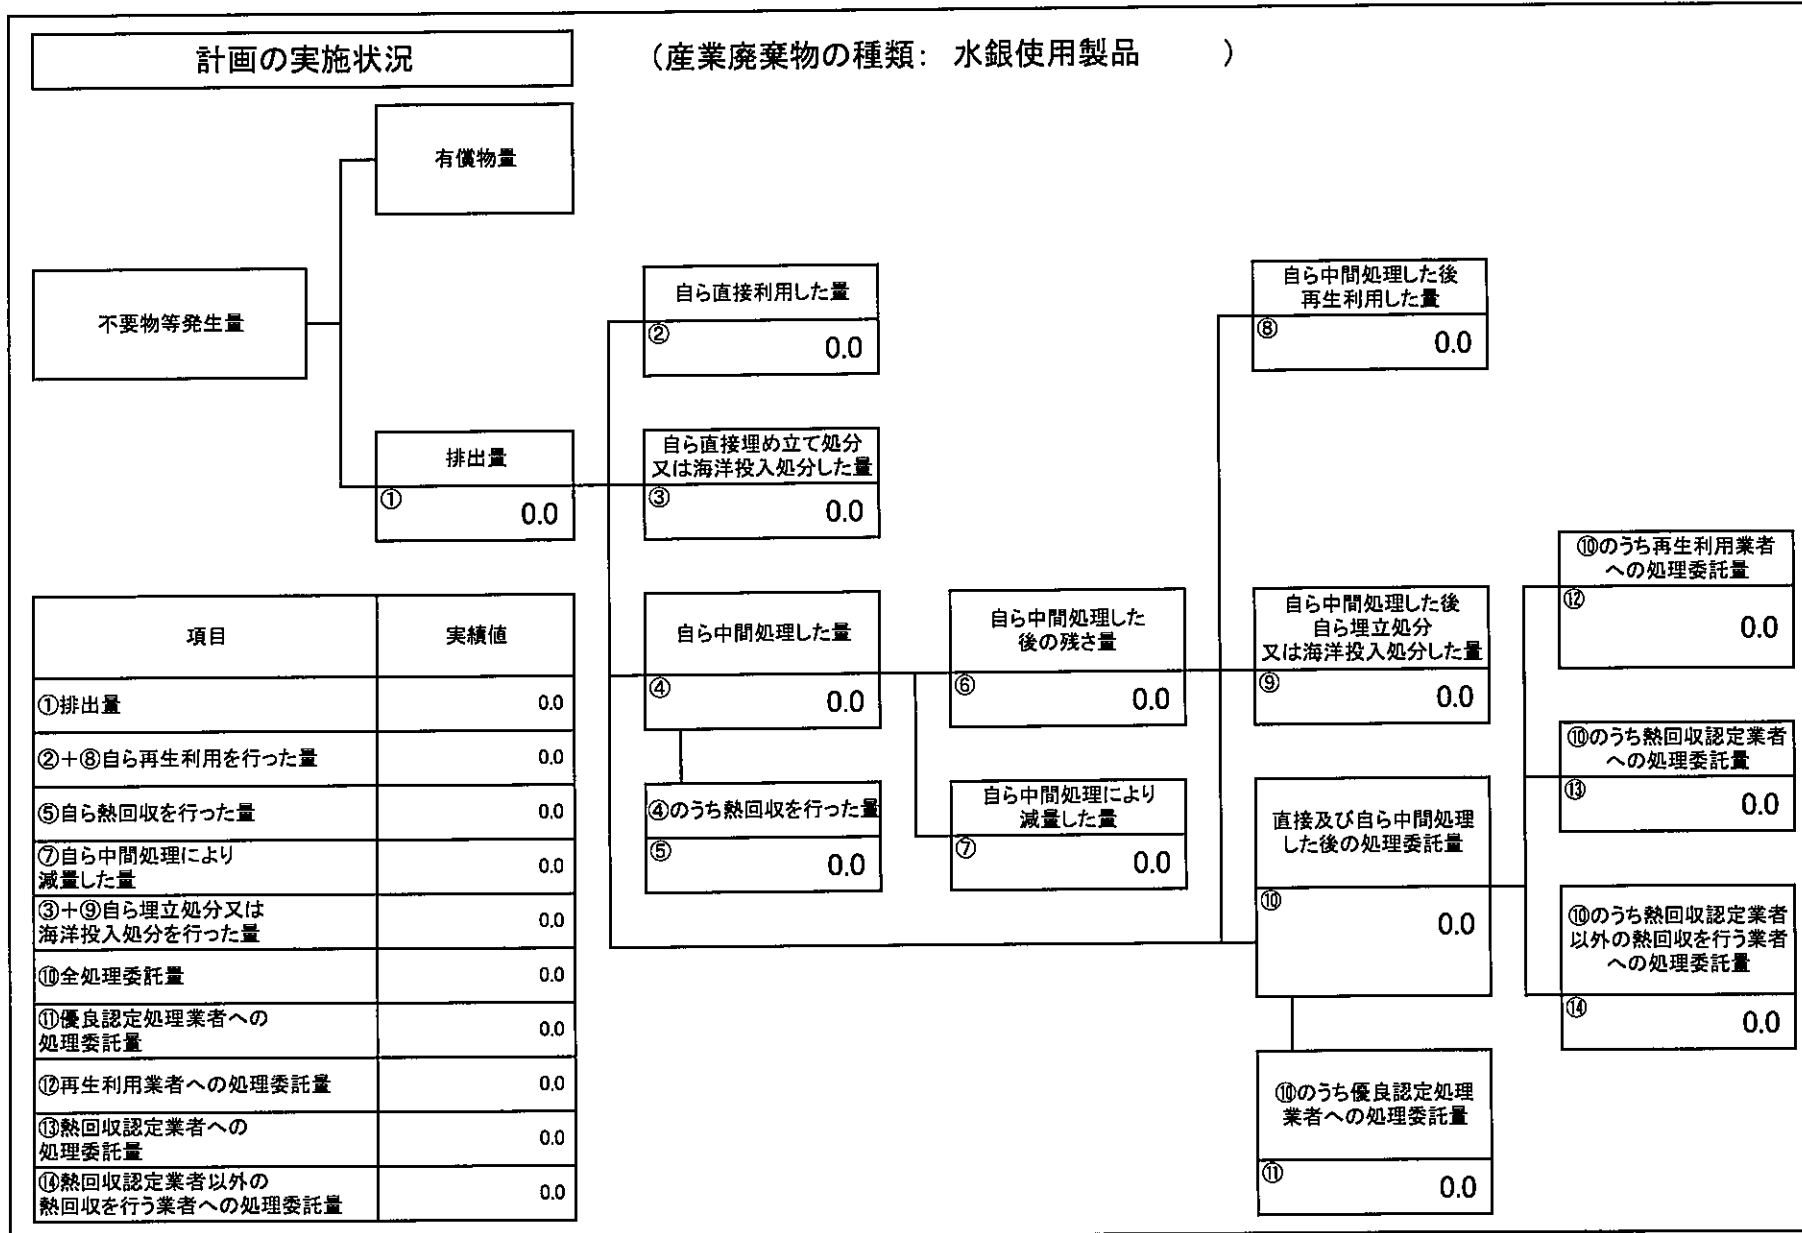 計画の実施状況
（産業廃棄物の種類： 水銀使用製品　　）
有償物量
不要物等発生量
排出量
①
0.0
自ら直接利用した量
②
0.0
自ら直接埋め立て処分
又は海洋投入処分した量
③
0.0
自ら中間処理した後
再生利用した量
⑧
0.0
自ら中間処理した量
④
0.0
④のうち熱回収を行った量
⑤
0.0
自ら中間処理した
後の残さ量
⑥
0.0
自ら中間処理により
減量した量
⑦
0.0
自ら中間処理した後
自ら埋立処分
又は海洋投入処分した量
⑨
0.0
直接及び自ら中間処理
した後の処理委託量
⑩
0.0
⑩のうち優良認定処理
業者への処理委託量
⑪
0.0
⑩のうち再生利用業者
への処理委託量
⑫
0.0
⑩のうち熱回収認定業者
への処理委託量
⑬
0.0
⑩のうち熱回収認定業者
以外の熱回収を行う業者
への処理委託量
⑭
0.0
項目 実績値
①排出量 0.0
②＋⑧自ら再生利用を行った量 0.0
⑤自ら熱回収を行った量 0.0
⑦自ら中間処理により
減量した量 0.0
③＋⑨自ら埋立処分又は
海洋投入処分を行った量 0.0
⑩全処理委託量 0.0
⑪優良認定処理業者への
処理委託量 0.0
⑫再生利用業者への処理委託量 0.0
⑬熱回収認定業者への
処理委託量 0.0
⑭熱回収認定業者以外の
熱回収を行う業者への処理委託量 0.0